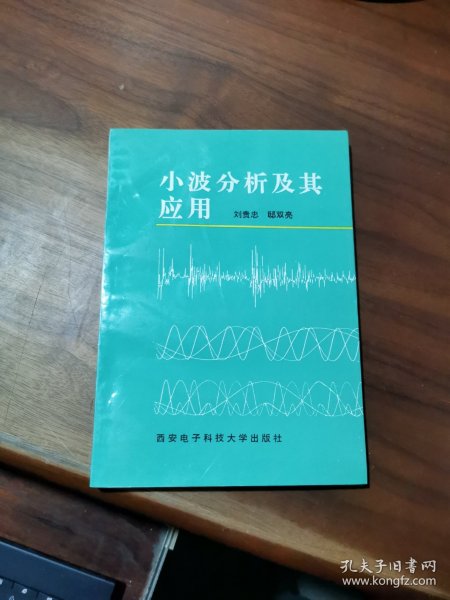 小波分析及其
应用
刘贵忠 邸双亮
西安电子科技大学出版社
孔夫子旧书网
www.kongfz.com